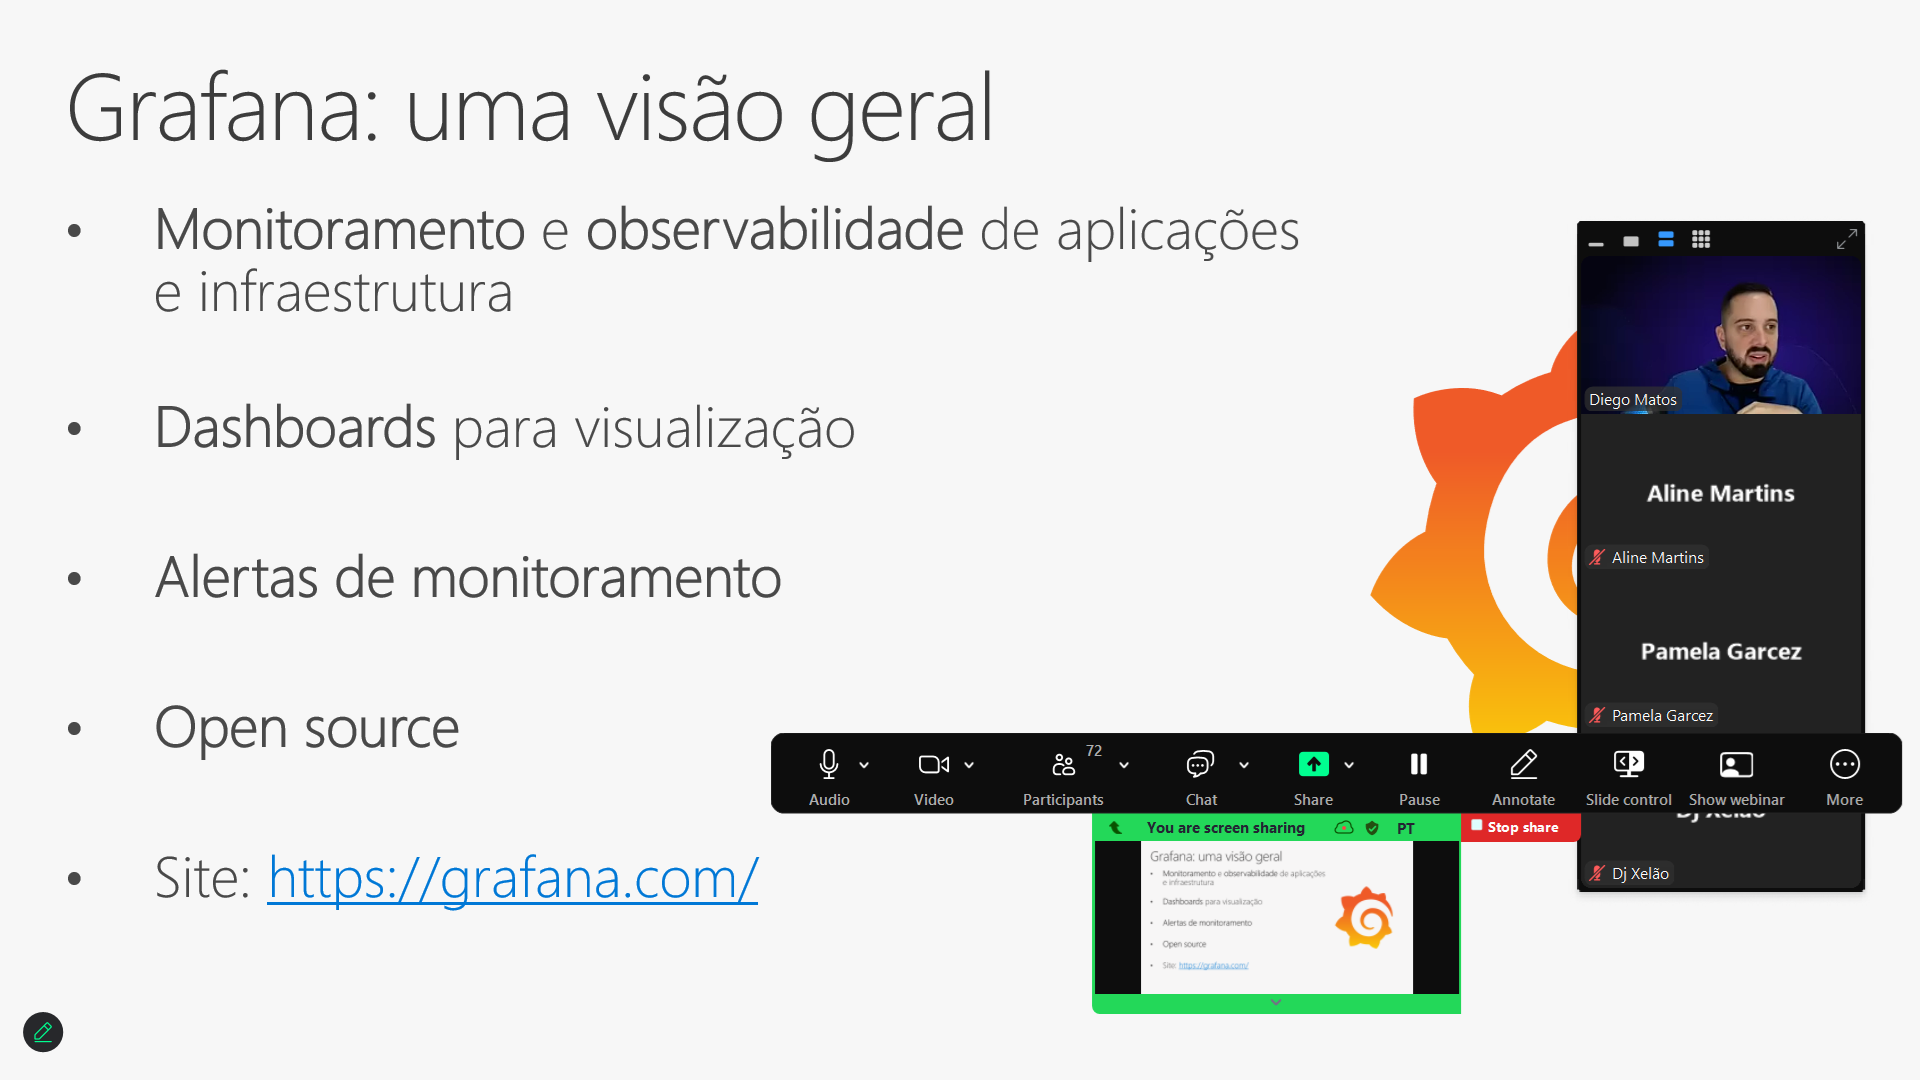 Grafana: uma visão geral
• Monitoramento e observabilidade de aplicações
e infraestrutura
• Dashboards para visualização
• Alertas de monitoramento
• Open source
• Site: https://grafana.com/
Diego Matos
Aline Martins
Aline Martins
Pamela Garcez
Pamela Garcez
72
Audio
Video
Participants
Chat
Share
Pause
Annotate
Slide control
Show webinar
More
Dj Xelão
Dj Xelão
You are screen sharing
PT
Stop share
Grafana: uma visão geral
• Monitoramento e observabilidade de aplicações
e infraestrutura
• Dashboards para visualização
• Alertas de monitoramento
• Open source
• Site: https://grafana.com/